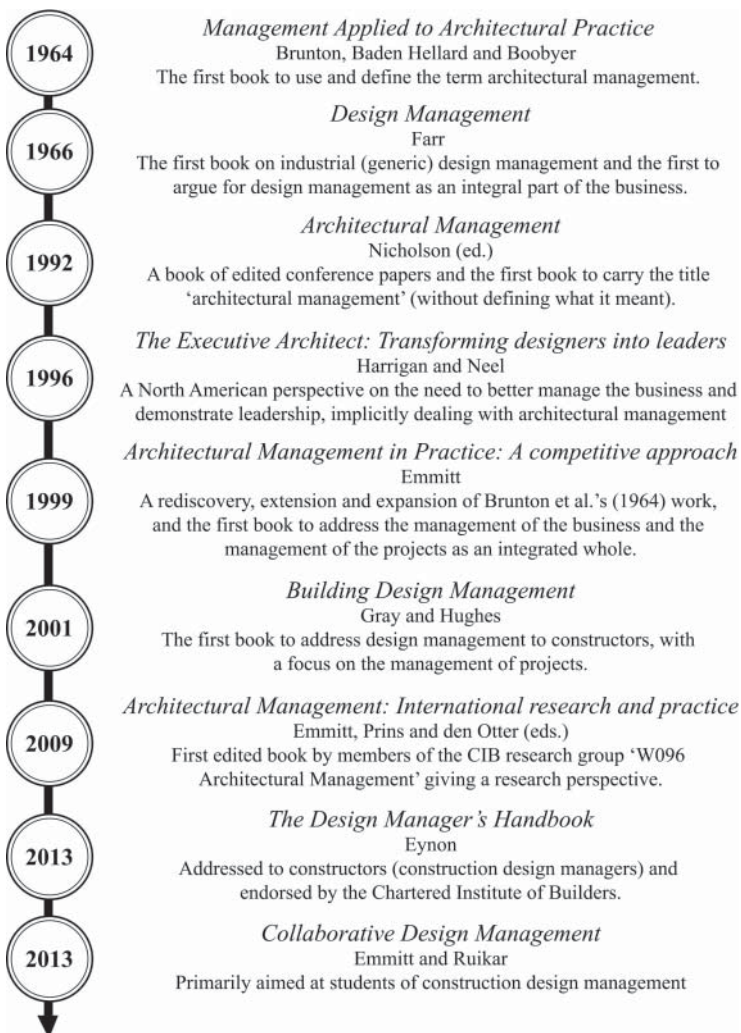 1964
Management Applied to Architectural Practice
Brunton, Baden Hellard and Boobyer
The first book to use and define the term architectural management.
1966
Design Management
Farr
The first book on industrial (generic) design management and the first to
argue for design management as an integral part of the business.
1992
Architectural Management
Nicholson (ed.)
A book of edited conference papers and the first book to carry the title
‘architectural management’ (without defining what it meant).
1996
The Executive Architect: Transforming designers into leaders
Harrigan and Neel
A North American perspective on the need to better manage the business and
demonstrate leadership, implicitly dealing with architectural management
1999
Architectural Management in Practice: A competitive approach
Emmitt
A rediscovery, extension and expansion of Brunton et al.’s (1964) work,
and the first book to address the management of the business and the
management of the projects as an integrated whole.
2001
Building Design Management
Gray and Hughes
The first book to address design management to constructors, with
a focus on the management of projects.
2009
Architectural Management: International research and practice
Emmitt, Prins and den Otter (eds.)
First edited book by members of the CIB research group ‘W096
Architectural Management’ giving a research perspective.
2013
The Design Manager’s Handbook
Eynon
Addressed to constructors (construction design managers) and
endorsed by the Chartered Institute of Builders.
2013
Collaborative Design Management
Emmitt and Ruikar
Primarily aimed at students of construction design management